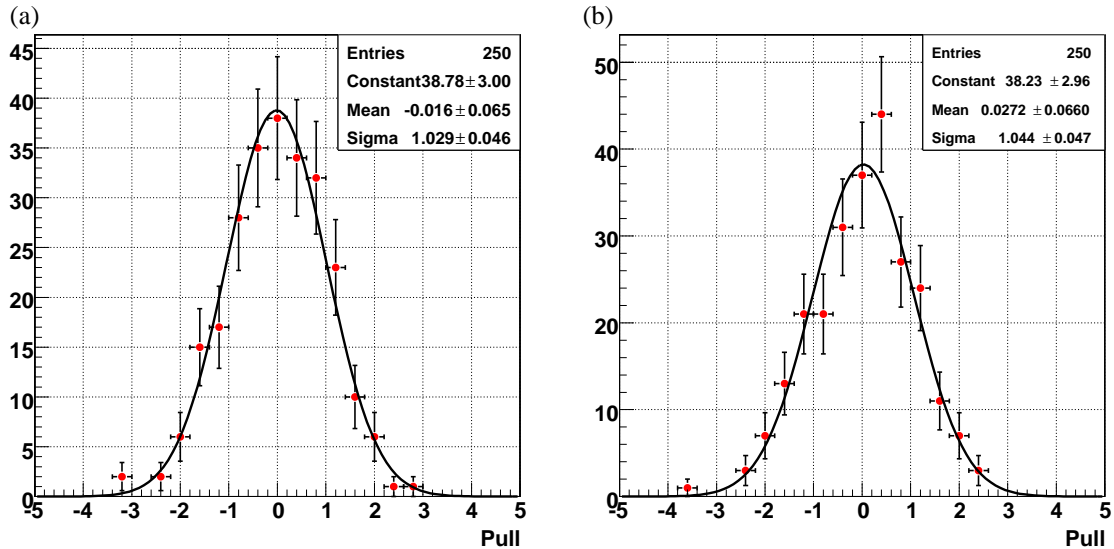 (a)
Entries 250
Constant 38.78 ± 3.00
Mean -0.016 ± 0.065
Sigma 1.029 ± 0.046
45
40
35
30
25
20
15
10
5
0
-5 -4 -3 -2 -1 0 1 2 3 4 5
Pull
(b)
Entries 250
Constant 38.23 ± 2.96
Mean 0.0272 ± 0.0660
Sigma 1.044 ± 0.047
50
40
30
20
10
0
-5 -4 -3 -2 -1 0 1 2 3 4 5
Pull